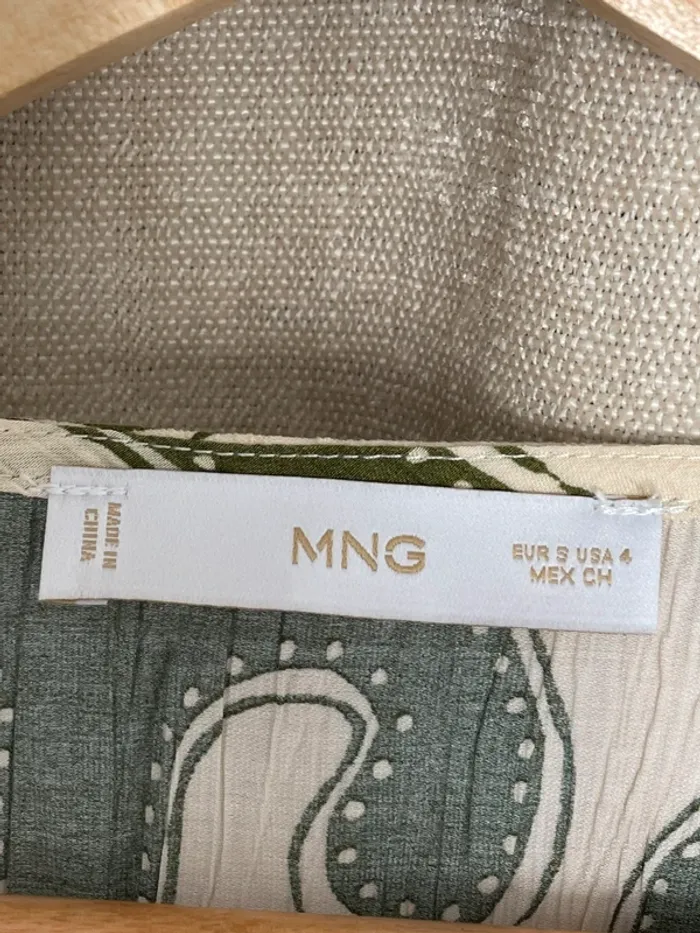 MADE IN
CHINA
MNG
EUR S USA 4
MEX CH